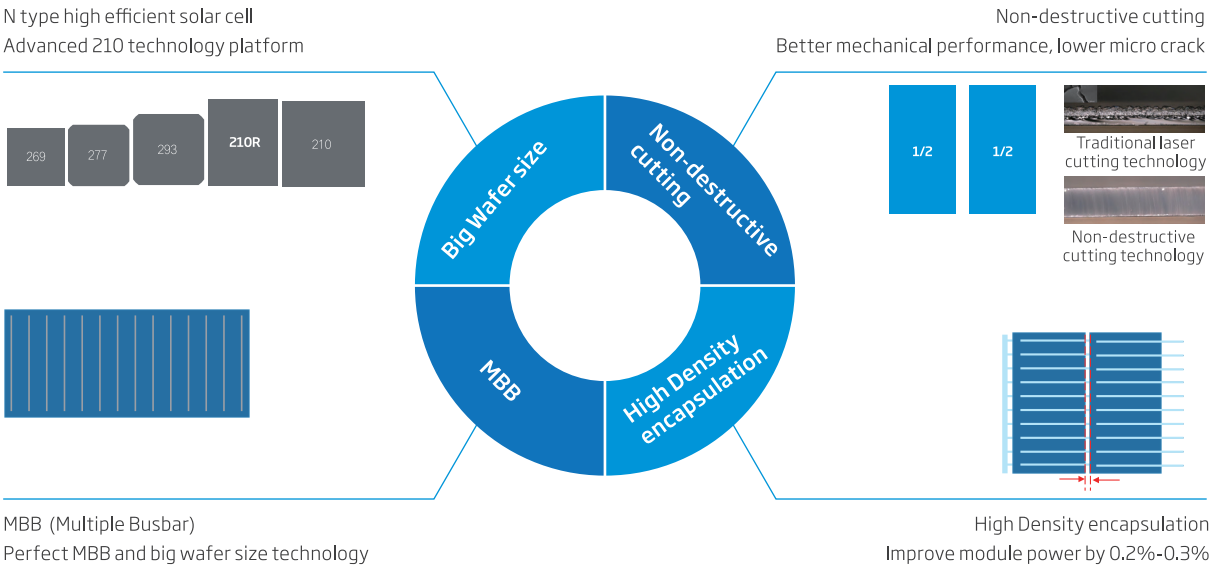 N type high efficient solar cell
Advanced 210 technology platform
Non-destructive cutting
Better mechanical performance, lower micro crack
269
277
293
210R
210
1/2
1/2
Traditional laser
cutting technology
Non-destructive
cutting technology
Big Wafer size
Non-destructive
cutting
MBB
High Density
encapsulation
MBB (Multiple Busbar)
Perfect MBB and big wafer size technology
High Density encapsulation
Improve module power by 0.2%-0.3%